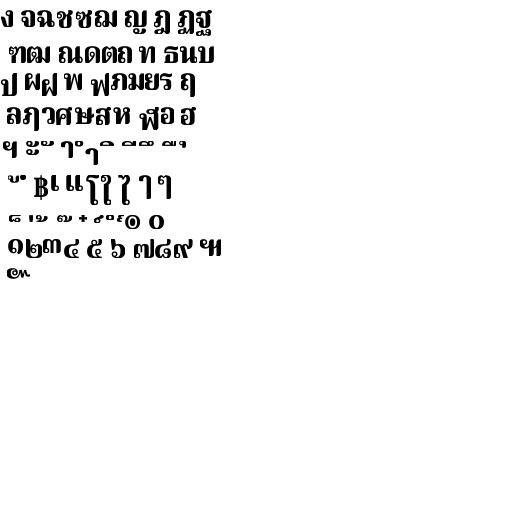 ง จฉชซฌ ญ ฎ ฏฐ
ฑฒ ณดตถ ท ธนบ
ป ผฝ พ ฟภมยร ฤ
ลฦวศษสห ฬอ ฮ
ฯ ะ ั า ำ ิ ี ึ ื ุ
ู ฺ ฿ เ แ โ ใ ไ ๅ ๆ
็ ่ ้ ๊ ๋ ์ ํ ๎ ๏ ๐
๑๒๓๔ ๕ ๖ ๗๘๙ ๚
๛